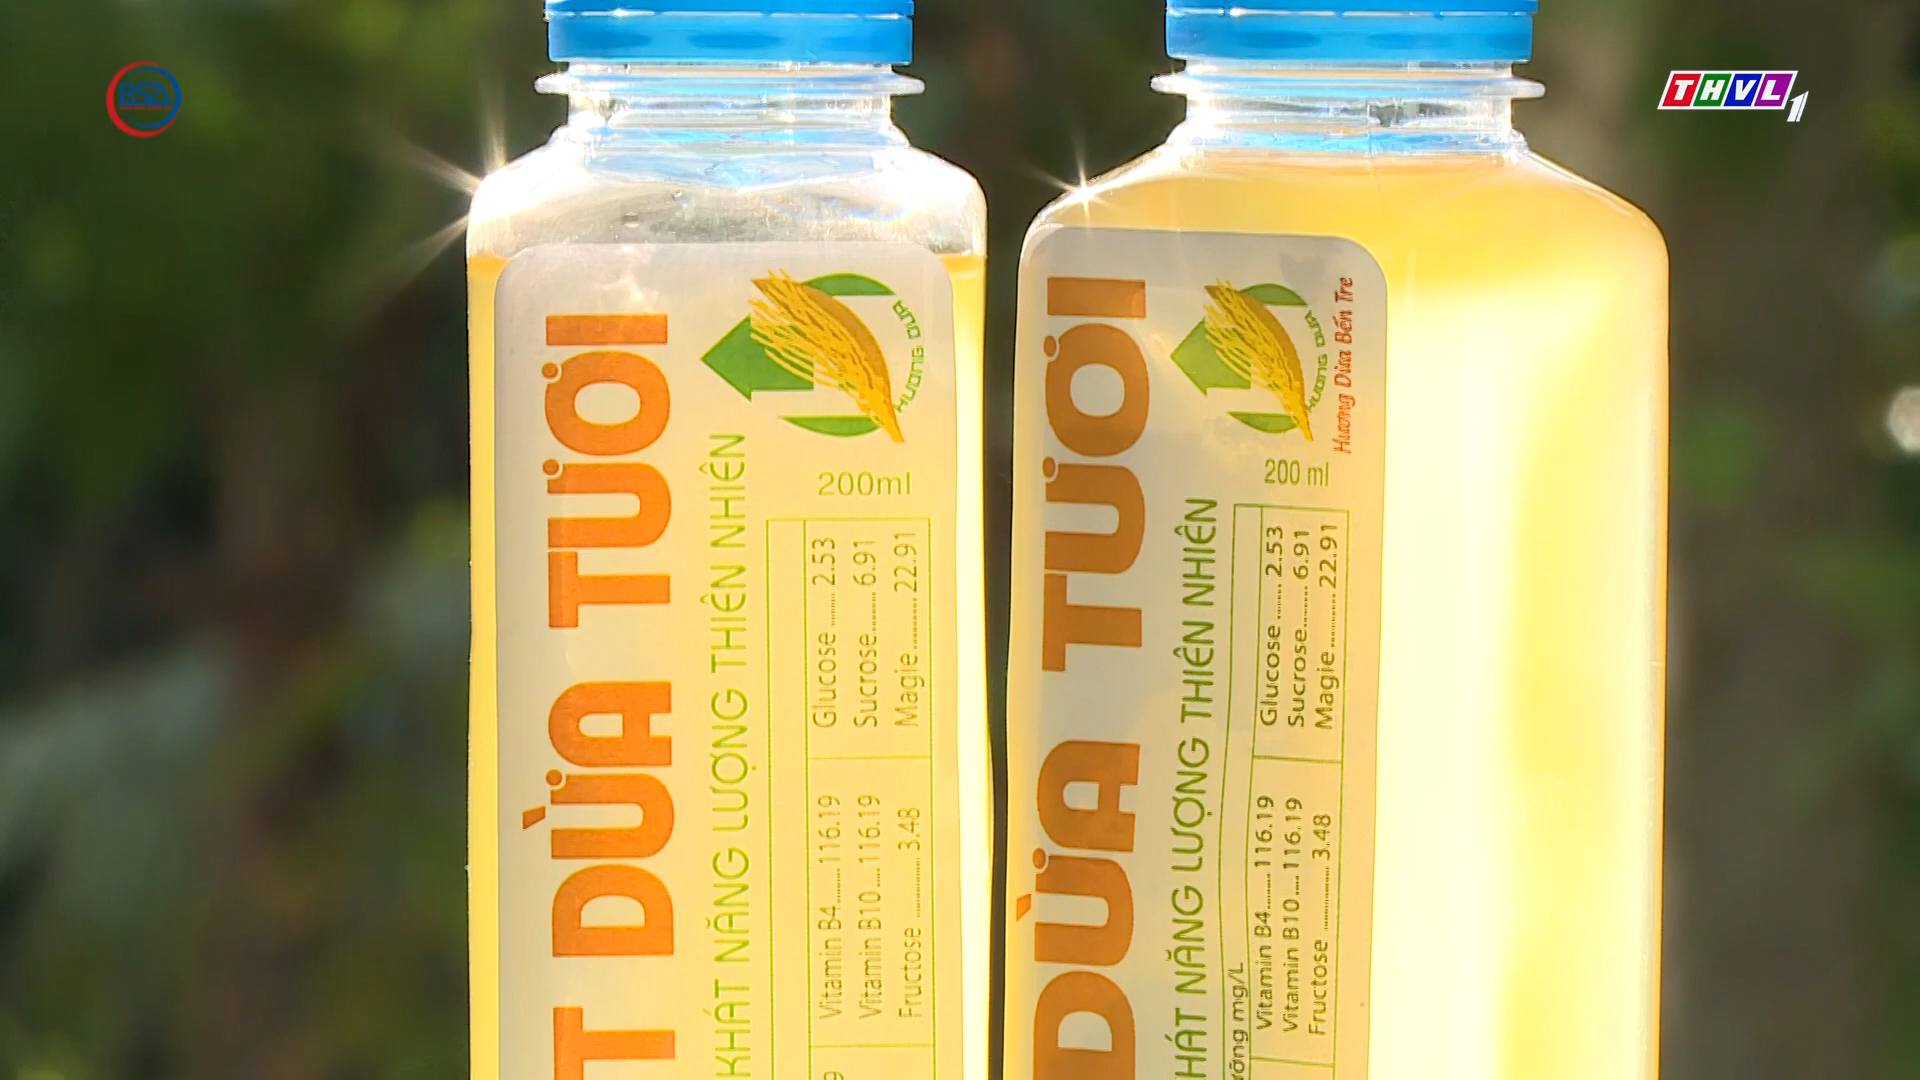 BSA
THVL1
T DỪA TƯƠI
KHÁT NĂNG LƯỢNG THIÊN NHIÊN
HƯƠNG DỪA
200ml
Glucose ......... 2.53
Sucrose......... 6.91
Magie............ 22.91
Vitamin B4......... 116.19
Vitamin B10.... 116.19
Fructose ............... 3.48
DỪA TƯƠI
HÁT NĂNG LƯỢNG THIÊN NHIÊN
HƯƠNG DỪA
Hương Dừa Bến Tre
200 ml
ưỡng mg/L
Glucose ......... 2.53
Sucrose......... 6.91
Magie............ 22.91
Vitamin B4......... 116.19
Vitamin B10.... 116.19
Fructose ............... 3.48